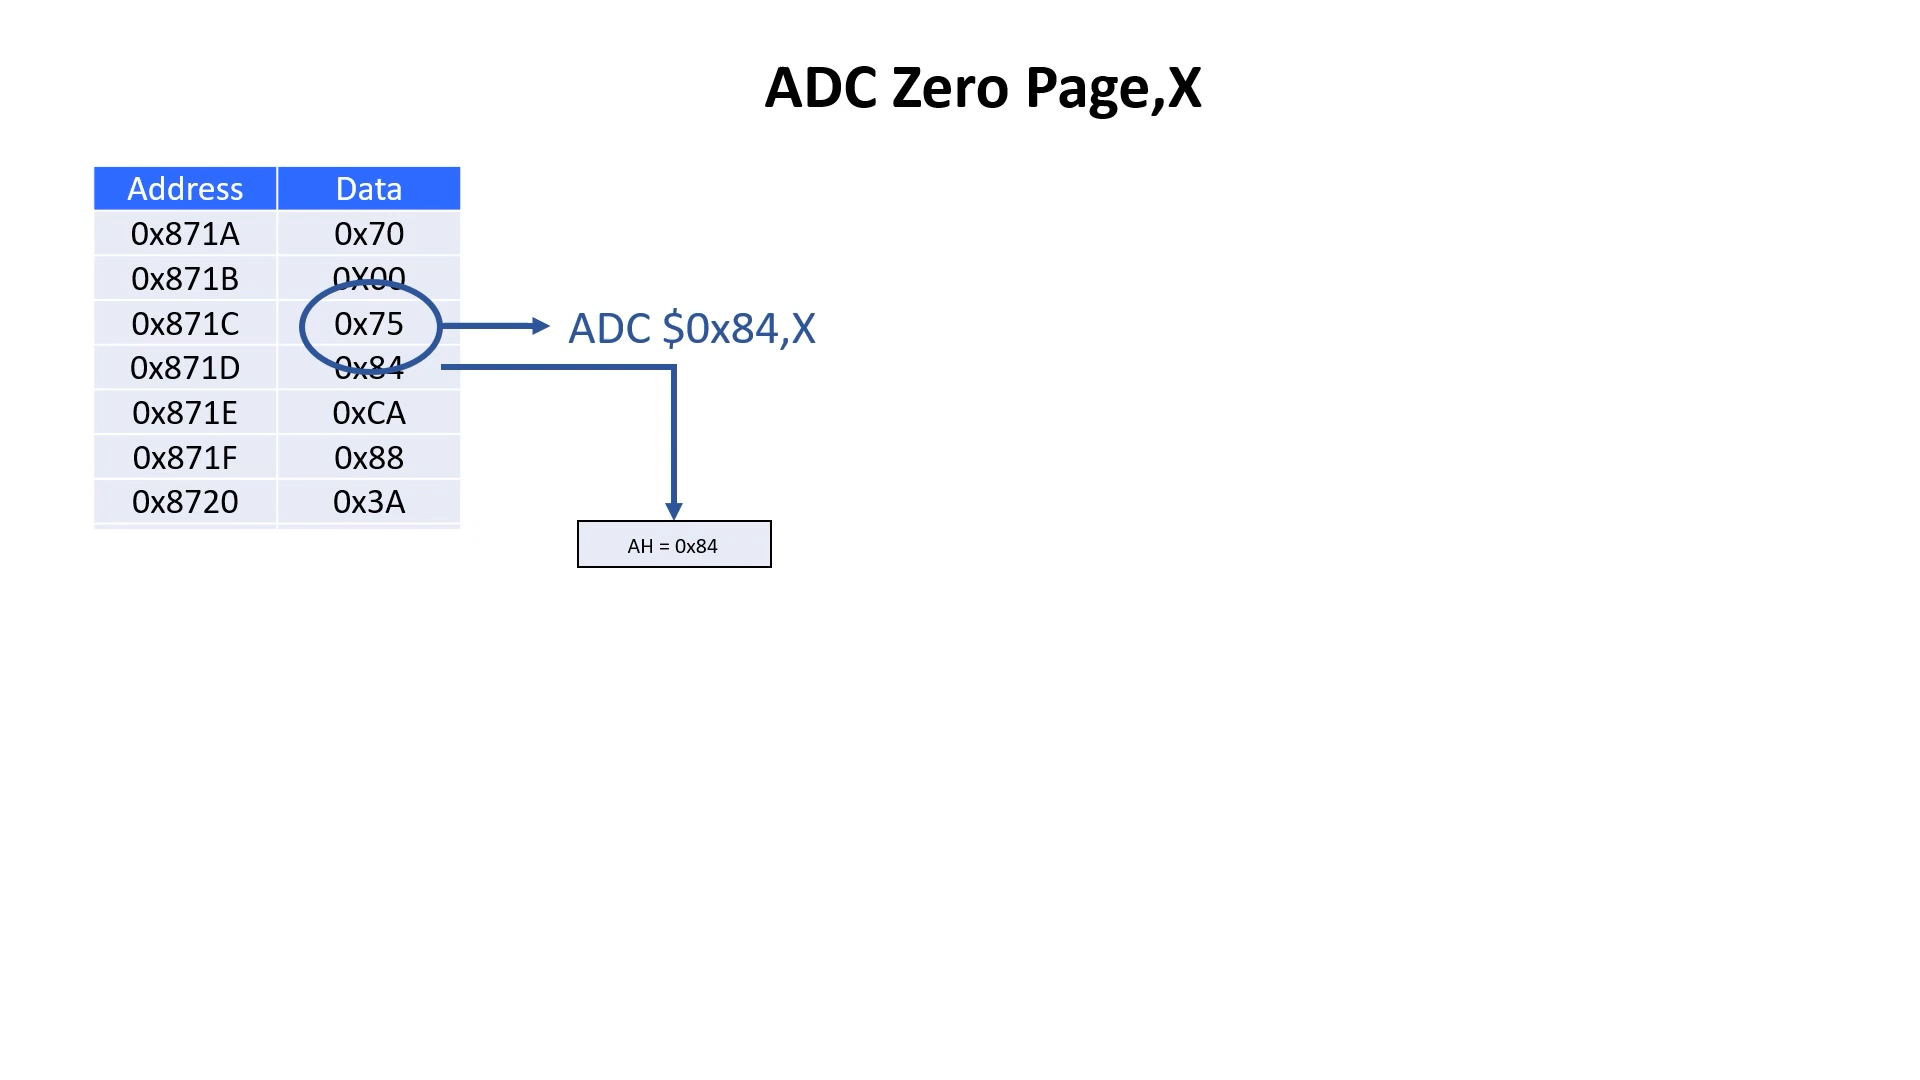 ADC Zero Page,X
Address Data
0x871A 0x70
0x871B 0X00
0x871C 0x75
ADC $0x84,X
0x871D 0x84
0x871E 0xCA
0x871F 0x88
0x8720 0x3A
AH = 0x84